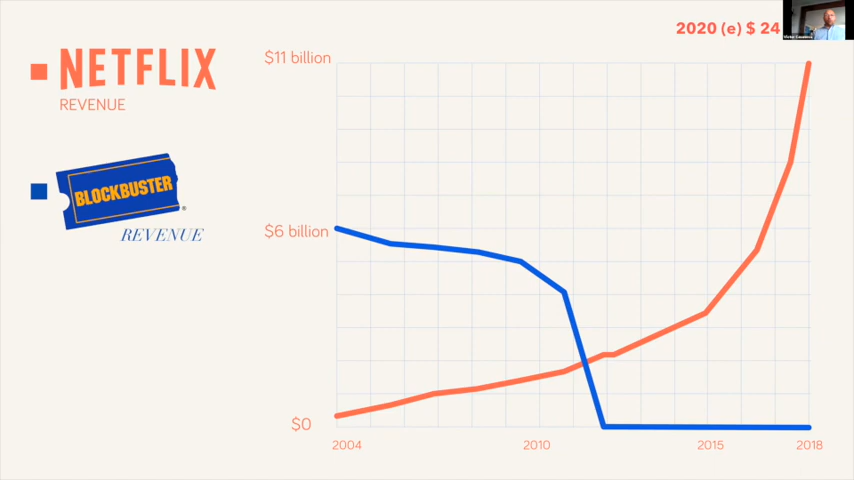 2020 (e) $ 24
NETFLIX
REVENUE
BLOCKBUSTER
®
REVENUE
$11 billion
$6 billion
$0
2004
2010
2015
2018